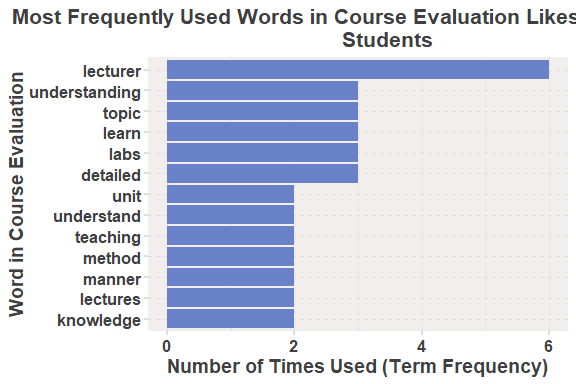 Most Frequently Used Words in Course Evaluation Likes
Students
Word in Course Evaluation
lecturer
understanding
topic
learn
labs
detailed
unit
understand
teaching
method
manner
lectures
knowledge
0 2 4 6
Number of Times Used (Term Frequency)